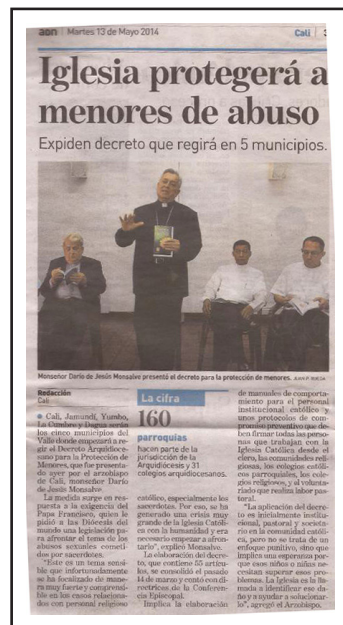 adn Martes 13 de Mayo 2014 Cali
Iglesia protegerá a
menores de abuso
Expiden decreto que regirá en 5 municipios.
Monseñor Darío de Jesús Monsalve presentó el decreto para la protección de menores.
Redacción
Cali
Cali, Jamundí, Yumbo,
La Cumbre y Dagua serán
los cinco municipios del
Valle donde empezará a re-
gir el Decreto Arquidioce-
sano para la Protección de
Menores, que fue presenta-
do ayer por el arzobispo
de Cali, monseñor Darío
de Jesús Monsalve.
La medida surge en res-
puesta a la exigencia del
Papa Francisco, quien le
pidió a las Diócesis del
mundo una legislación pa-
ra afrontar el tema de los
abusos sexuales cometi-
dos por sacerdotes.
"Este es un tema sensi-
ble que infortunadamente
se ha focalizado de mane-
ra muy fuerte y comprensible
en los casos relaciona-
dos con personal religioso
La cifra
160
parroquias
hacen parte de la
jurisdicción de la
Arquidiócesis y 31
colegios arquidiocesanos.
católico, especialmente los
sacerdotes. Por eso, se ha
generado una crisis muy
grande de la Iglesia Católi-
ca con la humanidad y era
necesario empezar a afron-
tarlo", explicó Monsalve.
La elaboración del decre-
to, que contiene 55 artícu-
los, se consolidó el pasado
14 de marzo y contó con di-
rectrices de la Conferen-
cia Episcopal.
Implica la elaboración
de manuales de comporta-
miento para el personal
institucional católico y
unos protocolos de com-
promiso preventivo que de-
ben firmar todas las perso-
nas que trabajan con la
Iglesia Católica desde el
clero, las comunidades reli-
giosas, los colegios católi-
cos parroquiales, los cole-
gios religiosos, y el volunta-
riado que realiza labor pas-
toral.
"La aplicación del decre-
to es inicialmente institu-
cional, pastoral y societa-
rio en la comunidad católi-
ca, pero no se trata de un
enfoque punitivo, sino que
implica una esperanza por-
que esos niños o niñas ne-
cesitan superar esos pro-
blemas. La Iglesia es la lla-
mada a identificar ese da-
ño y a ayudar a solucionar-
lo", agregó el Arzobispo.